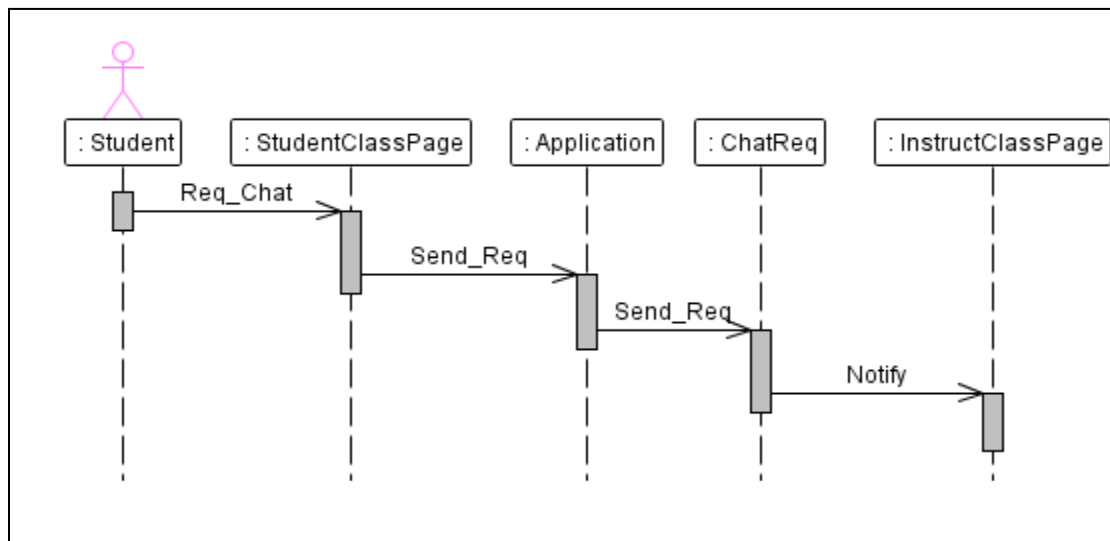 : Student
: StudentClassPage
: Application
: ChatReq
: InstructClassPage
Req_Chat
Send_Req
Send_Req
Notify